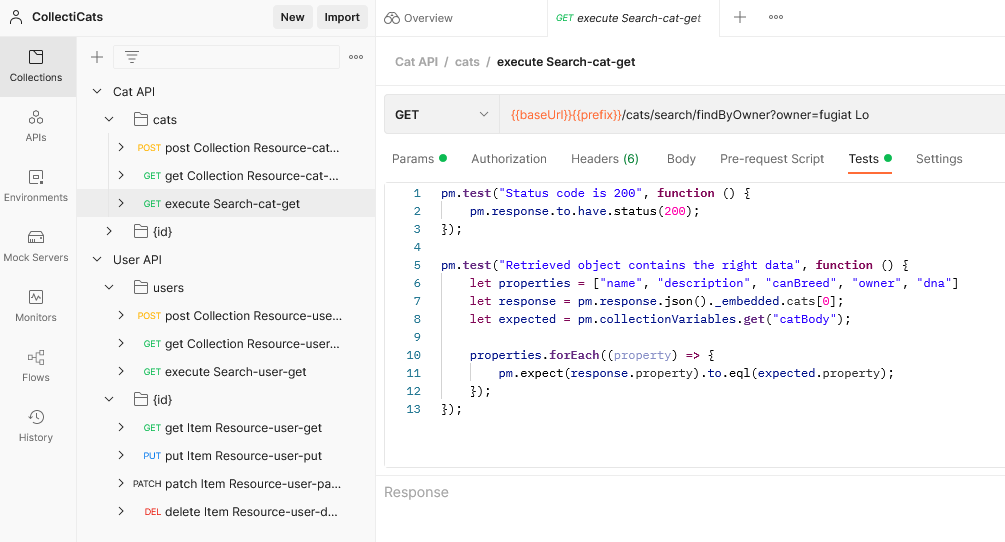 CollectiCats
New
Import
Overview
GET execute Search-cat-get
Collections
APIs
Environments
Mock Servers
Monitors
Flows
History
Cat API
cats
POST post Collection Resource-cat...
GET get Collection Resource-cat-...
GET execute Search-cat-get
{id}
User API
users
POST post Collection Resource-use...
GET get Collection Resource-user...
GET execute Search-user-get
{id}
GET get Item Resource-user-get
PUT put Item Resource-user-put
PATCH patch Item Resource-user-pa...
DEL delete Item Resource-user-d...
Cat API / cats / execute Search-cat-get
GET {{baseUrl}}{{prefix}}/cats/search/findByOwner?owner=fugiat Lo
Params Authorization Headers (6) Body Pre-request Script Tests Settings
1 pm.test("Status code is 200", function () {
2 pm.response.to.have.status(200);
3 });
4
5 pm.test("Retrieved object contains the right data", function () {
6 let properties = ["name", "description", "canBreed", "owner", "dna"]
7 let response = pm.response.json()._embedded.cats[0];
8 let expected = pm.collectionVariables.get("catBody");
9
10 properties.forEach((property) => {
11 pm.expect(response.property).to.eql(expected.property);
12 });
13 });
Response